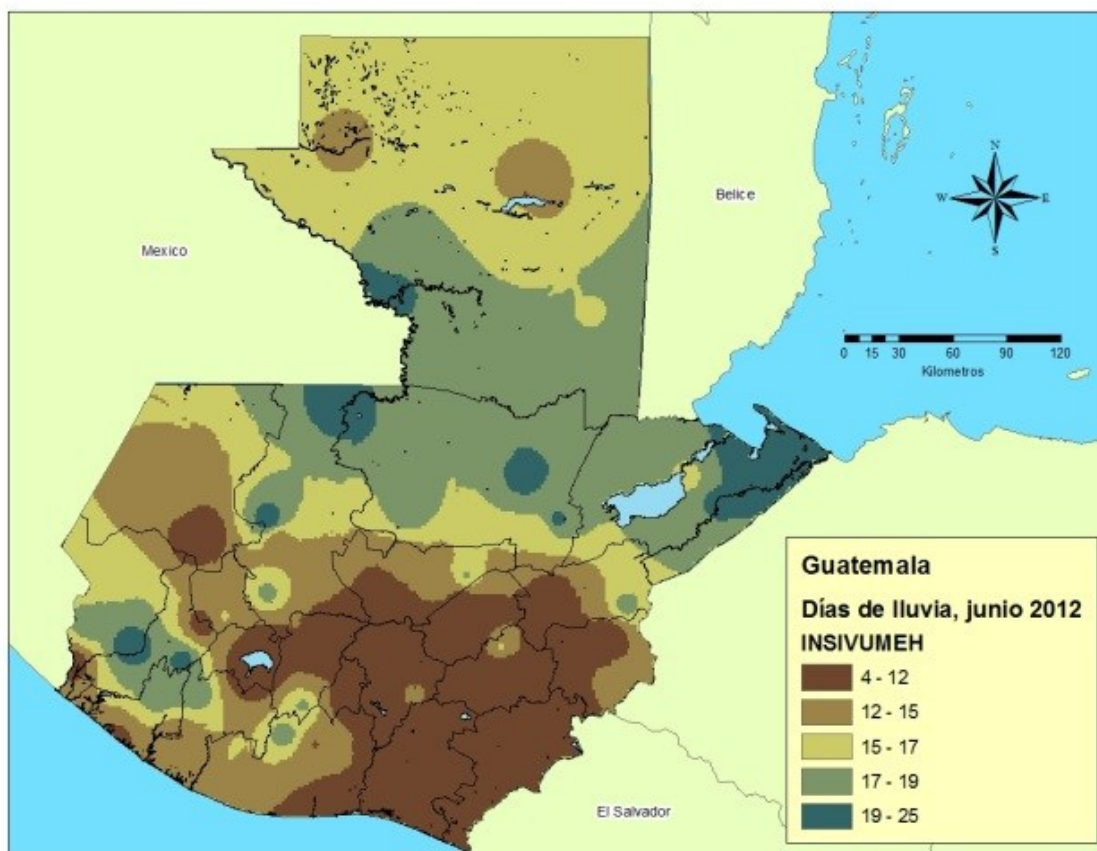 N
W E
S
Belice
Mexico
0 15 30 60 90 120
Kilometros
Guatemala
Días de lluvia, junio 2012
INSIVUMEH
4 - 12
12 - 15
15 - 17
17 - 19
19 - 25
El Salvador